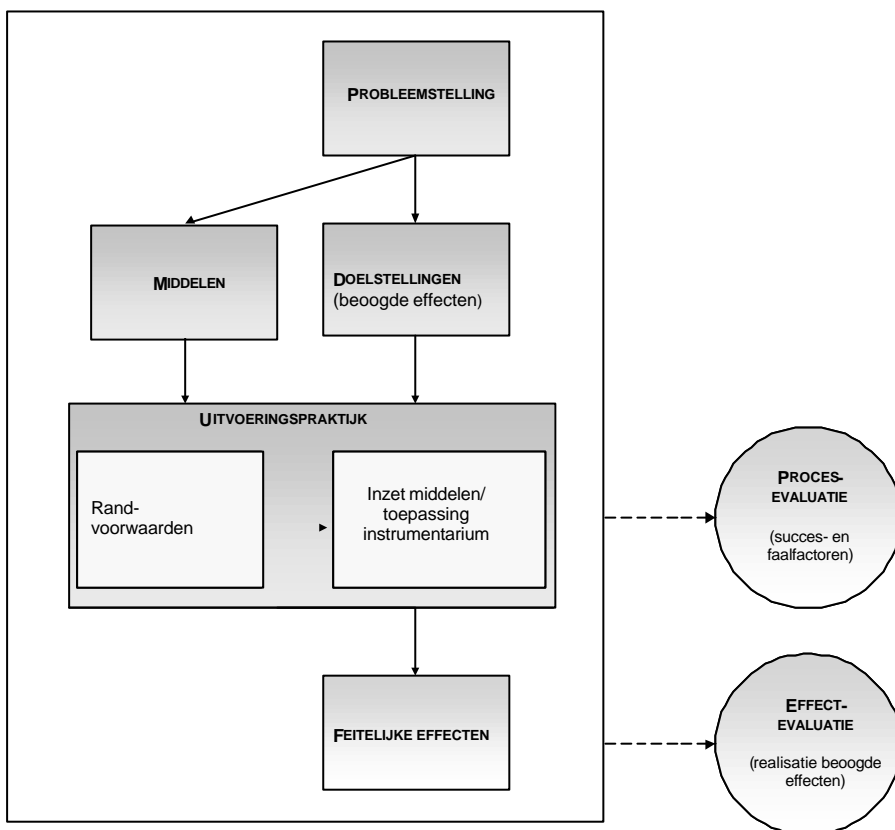 PROBLEEMSTELLING
MIDDELEN
DOELSTELLINGEN
(beoogde effecten)
UITVOERINGSPRAKTIJK
Rand-
voorwaarden
Inzet middelen/
toepassing
instrumentarium
PROCES-
EVALUATIE
(succes- en
faalfactoren)
FEITELIJKE EFFECTEN
EFFECT-
EVALUATIE
(realisatie beoogde
effecten)